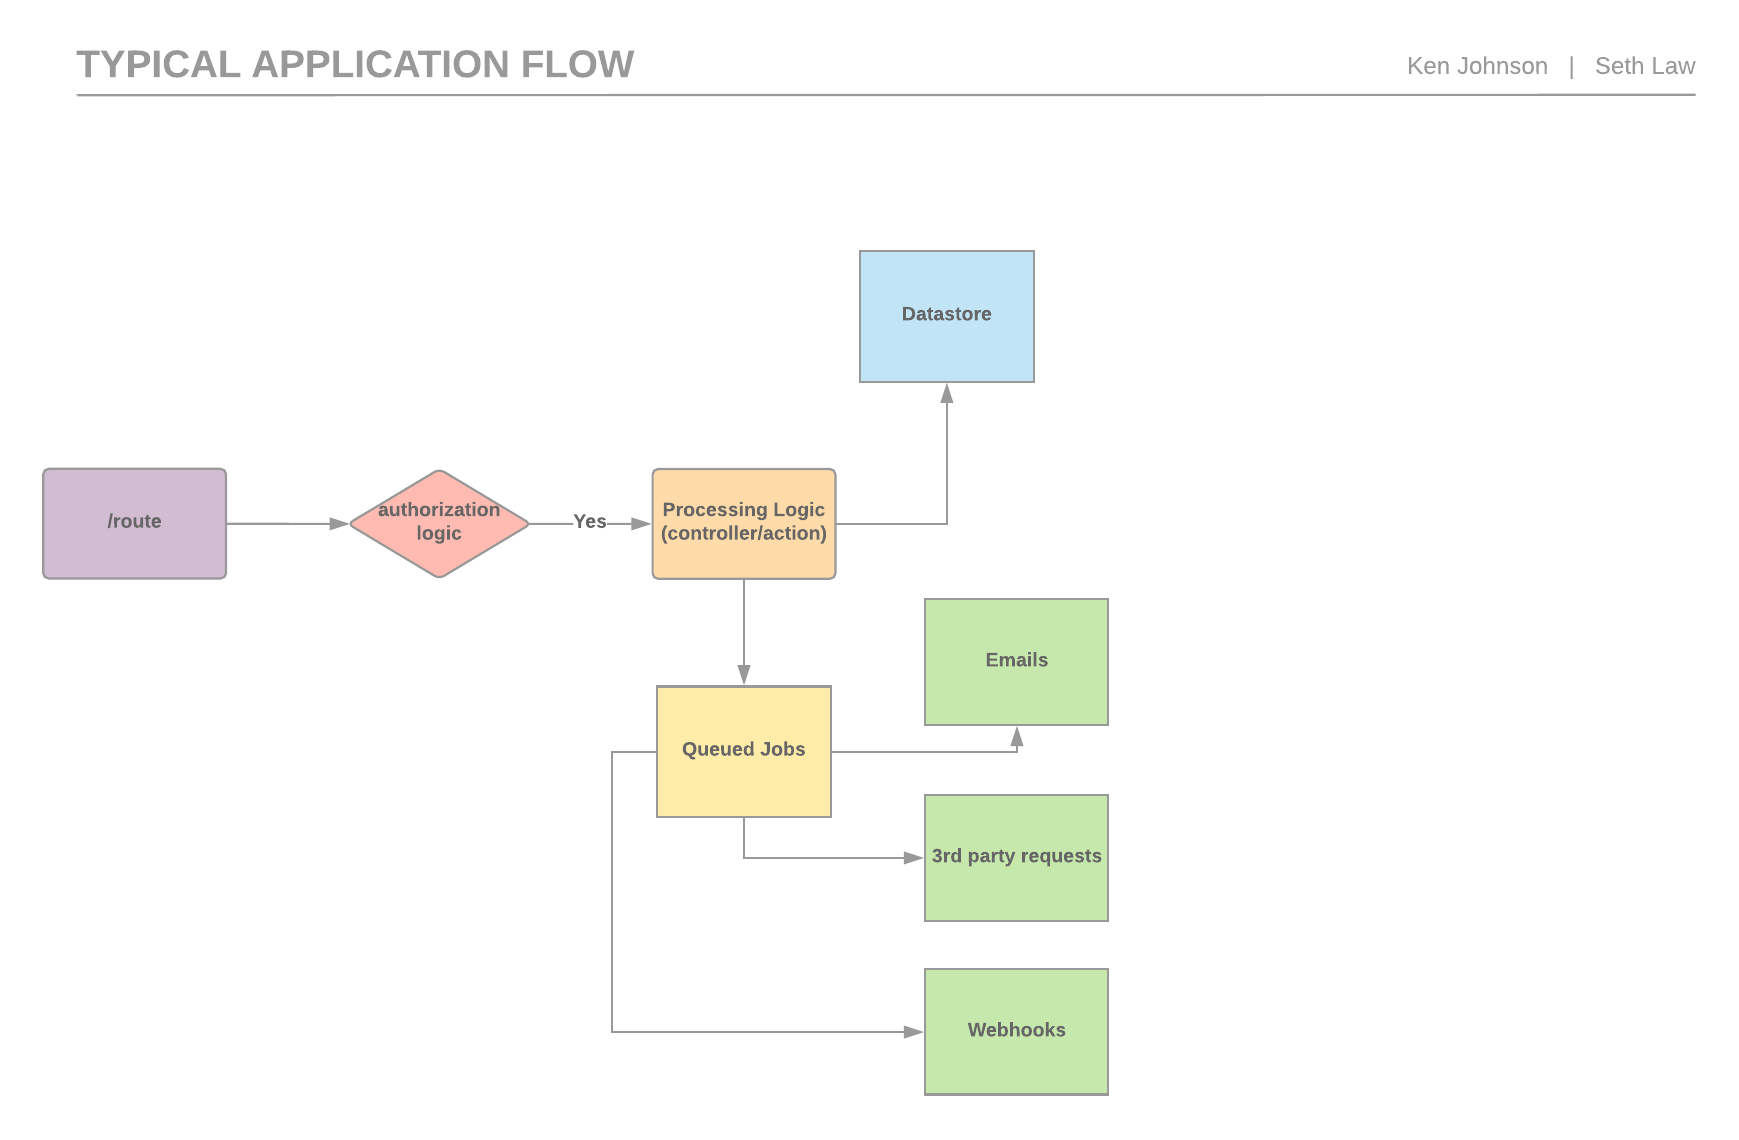 TYPICAL APPLICATION FLOW
Ken Johnson | Seth Law
Datastore
/route
authorization
logic
Yes
Processing Logic
(controller/action)
Emails
Queued Jobs
3rd party requests
Webhooks